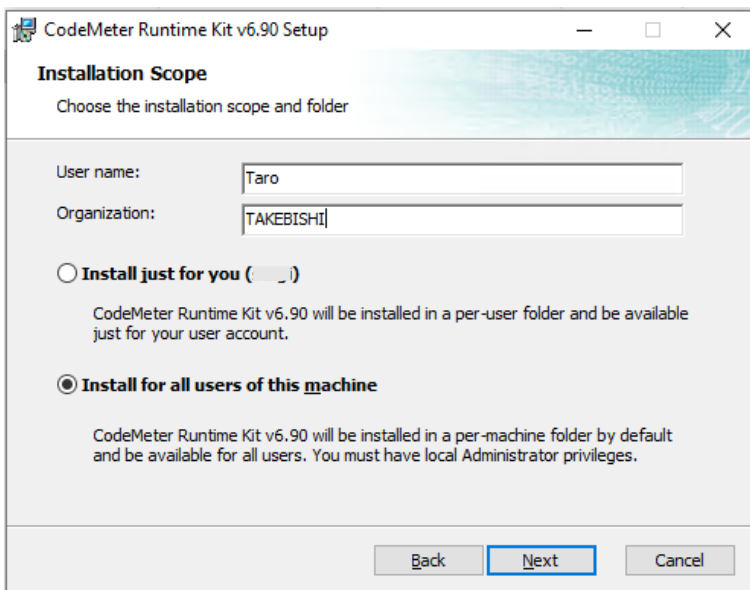 CodeMeter Runtime Kit v6.90 Setup
Installation Scope
Choose the installation scope and folder
User name:
Taro
Organization:
TAKEBISHI
Install just for you (
CodeMeter Runtime Kit v6.90 will be installed in a per-user folder and be available
just for your user account.
Install for all users of this machine
CodeMeter Runtime Kit v6.90 will be installed in a per-machine folder by default
and be available for all users. You must have local Administrator privileges.
Back
Next
Cancel